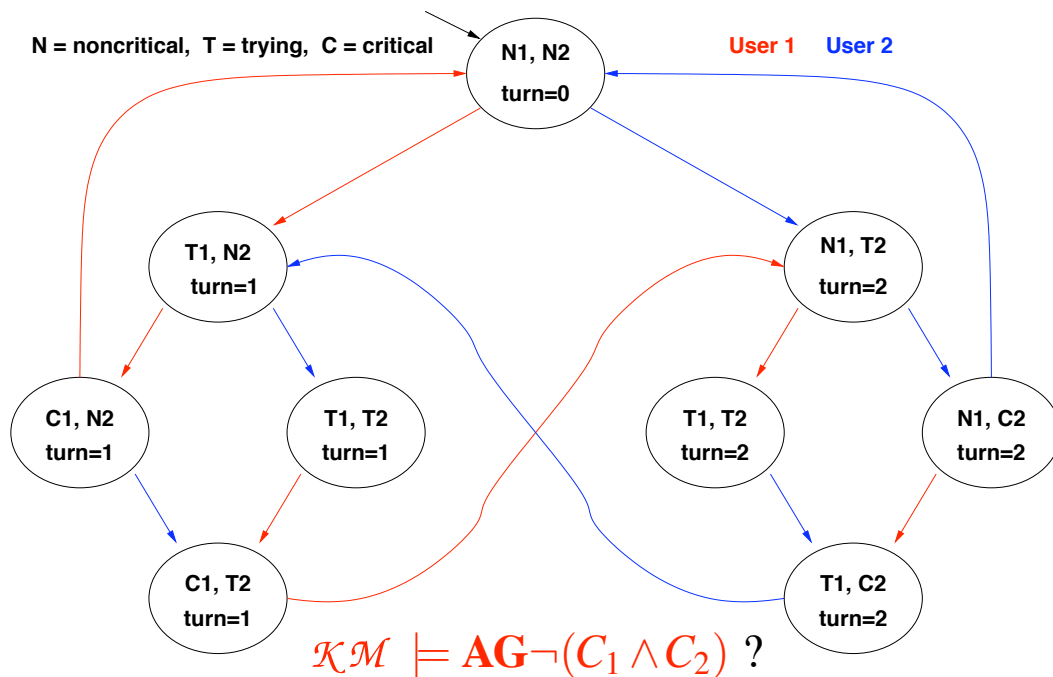 N = noncritical, T = trying, C = critical
User 1 User 2
N1, N2
turn=0
T1, N2
turn=1
N1, T2
turn=2
C1, N2
turn=1
T1, T2
turn=1
T1, T2
turn=2
N1, C2
turn=2
C1, T2
turn=1
T1, C2
turn=2
𝒦ℳ ⊨ AG¬(C₁ ∧ C₂) ?